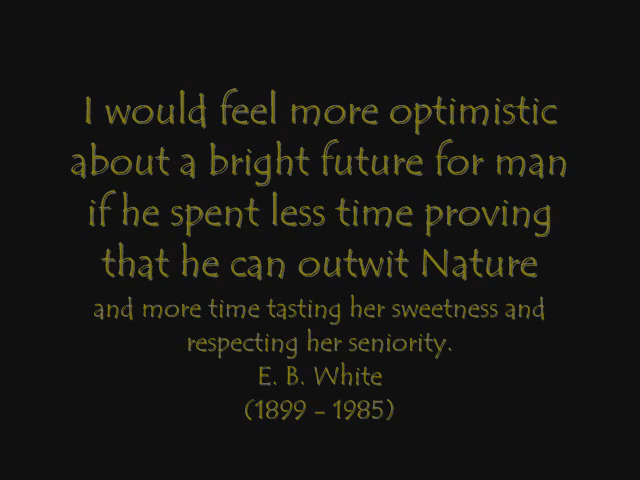 I would feel more optimistic
about a bright future for man
if he spent less time proving
that he can outwit Nature
and more time tasting her sweetness and
respecting her seniority.
E. B. White
(1899 - 1985)